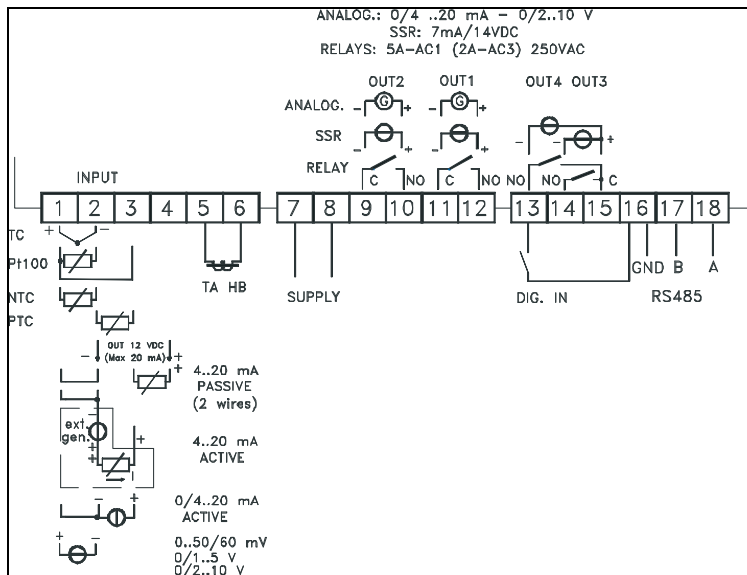 ANALOG.: 0/4 ..20 mA – 0/2..10 V
SSR: 7mA/14VDC
RELAYS: 5A-AC1 (2A-AC3) 250VAC
OUT2 OUT1 OUT4 OUT3
ANALOG. - G + - G +
SSR - + - + - - +
RELAY C NO C NO NO NO C
INPUT
1 2 3 4 5 6 7 8 9 10 11 12 13 14 15 16 17 18
TC + -
Pt100
TA HB
SUPPLY
DIG. IN
GND B A
RS485
NTC
PTC
OUT 12 VDC
(Max 20 mA)
- +
+
4..20 mA
PASSIVE
(2 wires)
-
ext.
gen.
+
+
+
4..20 mA
ACTIVE
I
- +
0/4..20 mA
ACTIVE
+ -
0..50/60 mV
0/1..5 V
0/2..10 V